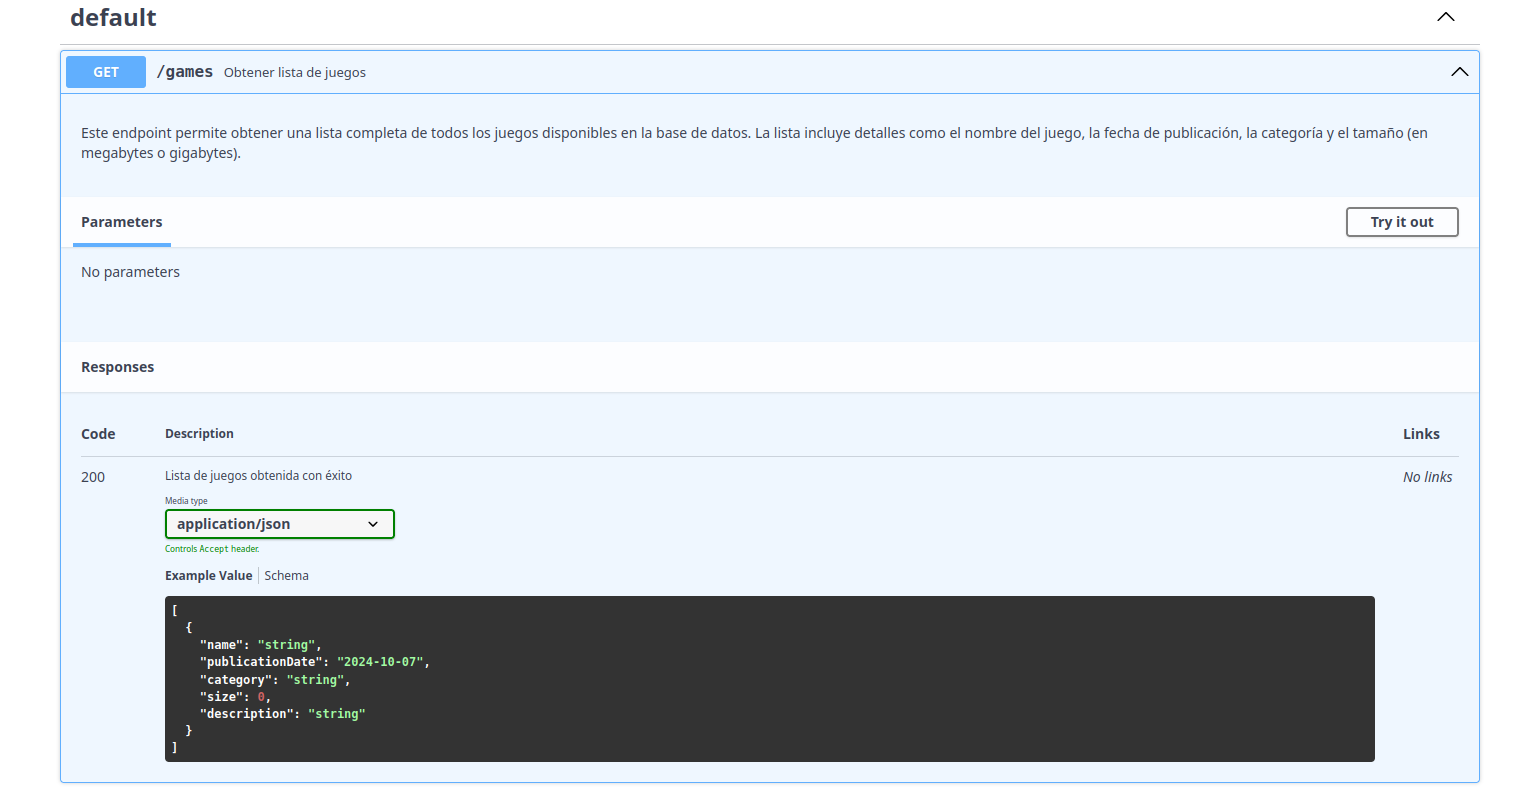 default
GET /games Obtener lista de juegos
Este endpoint permite obtener una lista completa de todos los juegos disponibles en la base de datos. La lista incluye detalles como el nombre del juego, la fecha de publicación, la categoría y el tamaño (en
megabytes o gigabytes).
Parameters Try it out
No parameters
Responses
Code Description Links
200 Lista de juegos obtenida con éxito No links
Media type
application/json
Controls Accept header.
Example Value Schema
[
  {
    "name": "string",
    "publicationDate": "2024-10-07",
    "category": "string",
    "size": 0,
    "description": "string"
  }
]